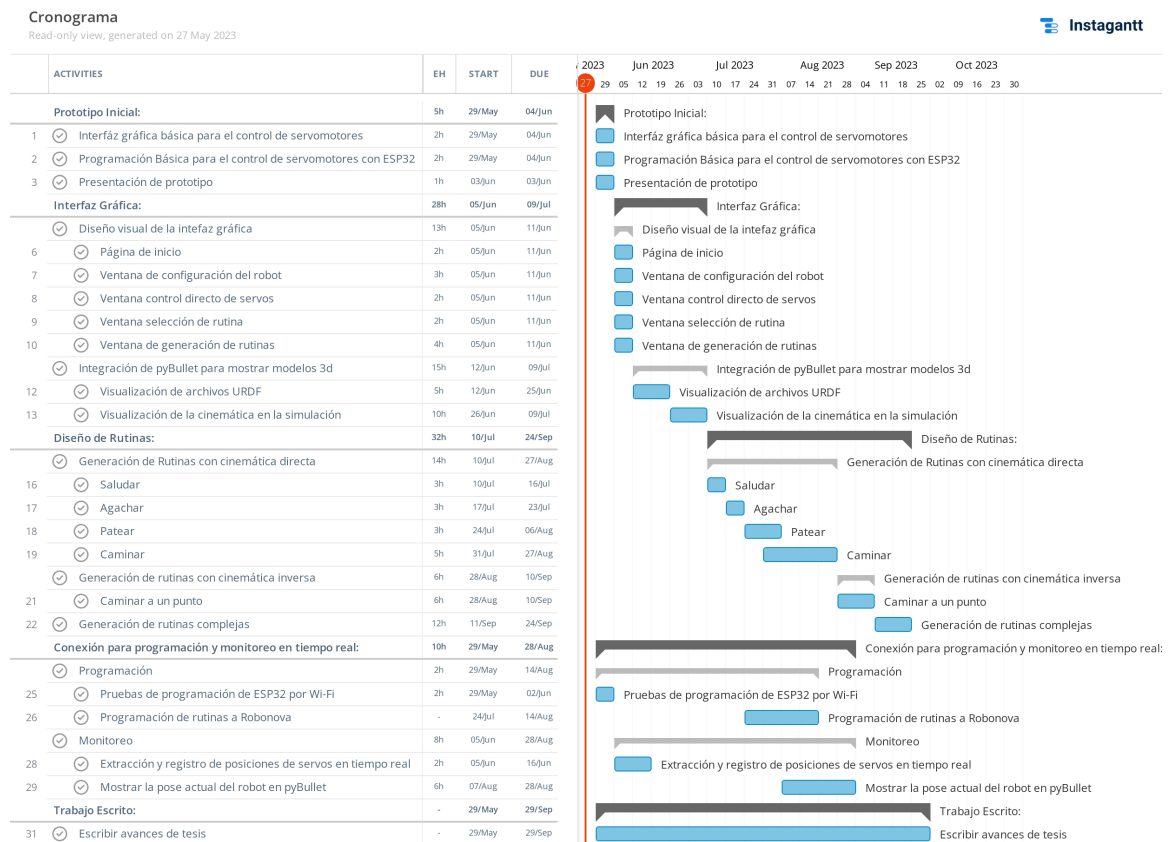 Cronograma
Read-only view, generated on 27 May 2023
Instagantt
ACTIVITIES EH START DUE
2023 Jun 2023 Jul 2023 Aug 2023 Sep 2023 Oct 2023
27 29 05 12 19 26 03 10 17 24 31 07 14 21 28 04 11 18 25 02 09 16 23 30
Prototipo Inicial: 5h 29/May 04/Jun Prototipo Inicial:
1 Interfáz gráfica básica para el control de servomotores 2h 29/May 04/Jun Interfáz gráfica básica para el control de servomotores
2 Programación Básica para el control de servomotores con ESP32 2h 29/May 04/Jun Programación Básica para el control de servomotores con ESP32
3 Presentación de prototipo 1h 03/Jun 03/Jun Presentación de prototipo
Interfaz Gráfica: 28h 05/Jun 09/Jul Interfaz Gráfica:
Diseño visual de la intefaz gráfica 13h 05/Jun 11/Jun Diseño visual de la intefaz gráfica
6 Página de inicio 2h 05/Jun 11/Jun Página de inicio
7 Ventana de configuración del robot 3h 05/Jun 11/Jun Ventana de configuración del robot
8 Ventana control directo de servos 2h 05/Jun 11/Jun Ventana control directo de servos
9 Ventana selección de rutina 2h 05/Jun 11/Jun Ventana selección de rutina
10 Ventana de generación de rutinas 4h 05/Jun 11/Jun Ventana de generación de rutinas
Integración de pyBullet para mostrar modelos 3d 15h 12/Jun 09/Jul Integración de pyBullet para mostrar modelos 3d
12 Visualización de archivos URDF 5h 12/Jun 25/Jun Visualización de archivos URDF
13 Visualización de la cinemática en la simulación 10h 26/Jun 09/Jul Visualización de la cinemática en la simulación
Diseño de Rutinas: 32h 10/Jul 24/Sep Diseño de Rutinas:
Generación de Rutinas con cinemática directa 14h 10/Jul 27/Aug Generación de Rutinas con cinemática directa
16 Saludar 3h 10/Jul 16/Jul Saludar
17 Agachar 3h 17/Jul 23/Jul Agachar
18 Patear 3h 24/Jul 06/Aug Patear
19 Caminar 5h 31/Jul 27/Aug Caminar
Generación de rutinas con cinemática inversa 6h 28/Aug 10/Sep Generación de rutinas con cinemática inversa
21 Caminar a un punto 6h 28/Aug 10/Sep Caminar a un punto
22 Generación de rutinas complejas 12h 11/Sep 24/Sep Generación de rutinas complejas
Conexión para programación y monitoreo en tiempo real: 10h 29/May 28/Aug Conexión para programación y monitoreo en tiempo real:
Programación 2h 29/May 14/Aug Programación
25 Pruebas de programación de ESP32 por Wi-Fi 2h 29/May 02/Jun Pruebas de programación de ESP32 por Wi-Fi
26 Programación de rutinas a Robonova - 24/Jul 14/Aug Programación de rutinas a Robonova
Monitoreo 8h 05/Jun 28/Aug Monitoreo
28 Extracción y registro de posiciones de servos en tiempo real 2h 05/Jun 16/Jun Extracción y registro de posiciones de servos en tiempo real
29 Mostrar la pose actual del robot en pyBullet 6h 07/Aug 28/Aug Mostrar la pose actual del robot en pyBullet
Trabajo Escrito: - 29/May 29/Sep Trabajo Escrito:
31 Escribir avances de tesis - 29/May 29/Sep Escribir avances de tesis